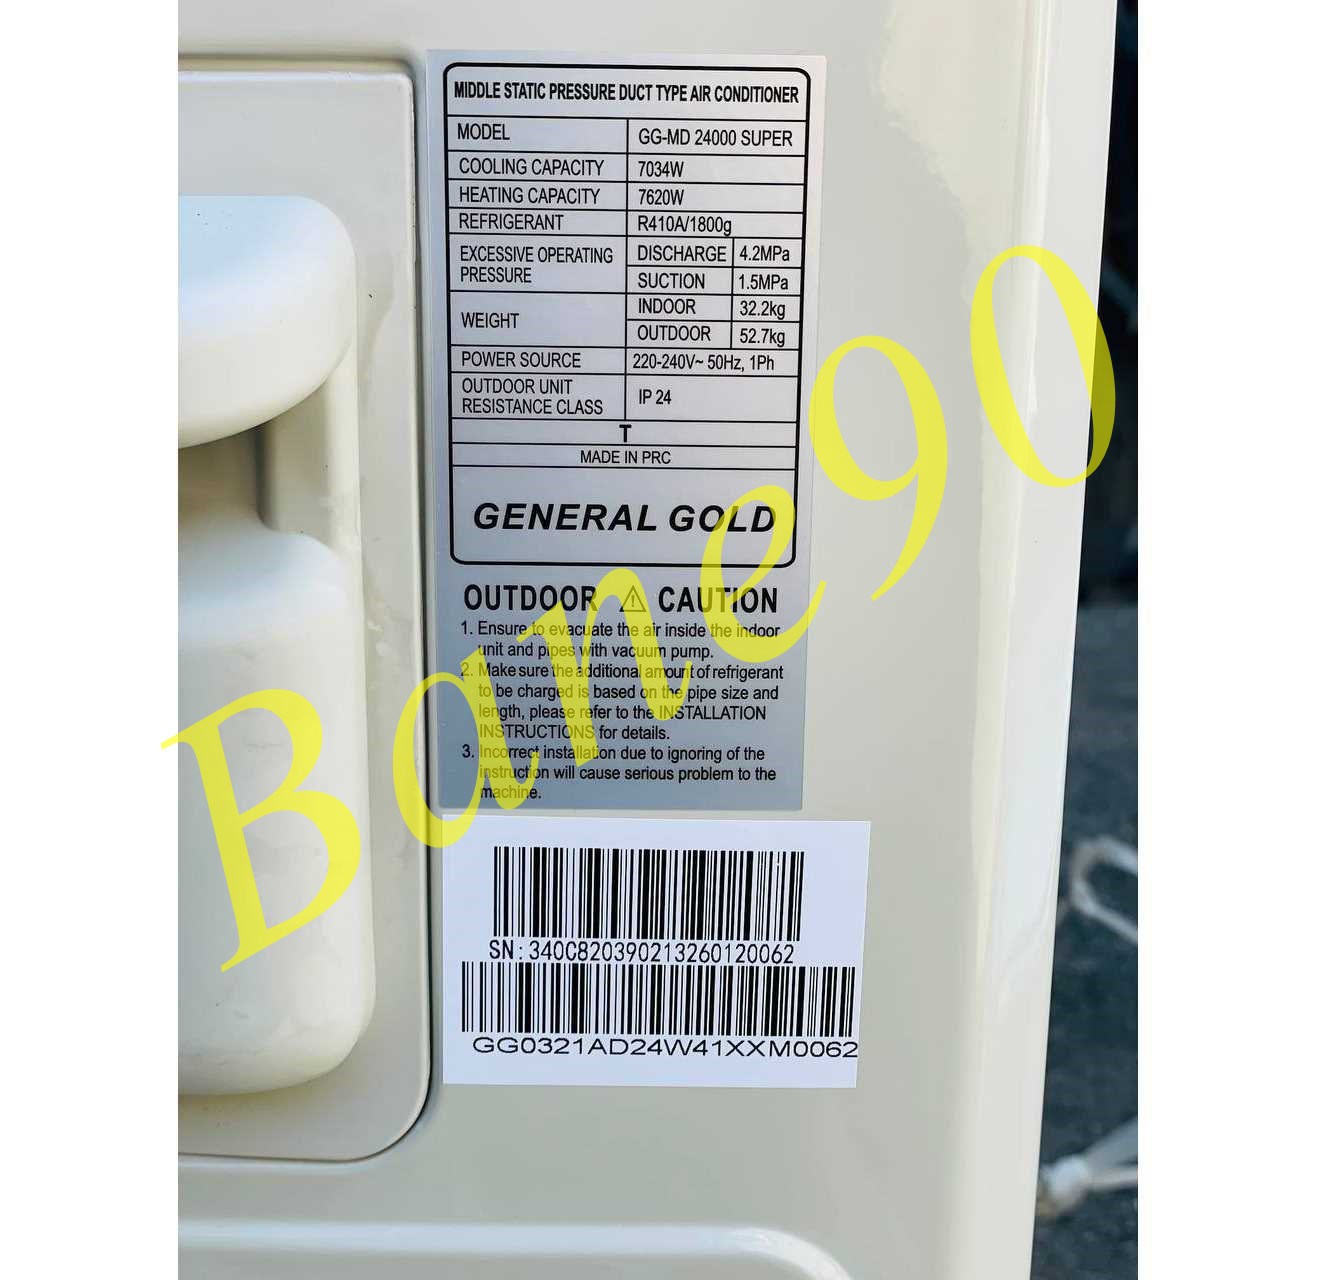 MIDDLE STATIC PRESSURE DUCT TYPE AIR CONDITIONER
MODEL GG-MD 24000 SUPER
COOLING CAPACITY 7034W
HEATING CAPACITY 7620W
REFRIGERANT R410A/1800g
EXCESSIVE OPERATING PRESSURE DISCHARGE 4.2MPa
SUCTION 1.5MPa
WEIGHT INDOOR 32.2kg
OUTDOOR 52.7kg
POWER SOURCE 220-240V~ 50Hz, 1Ph
OUTDOOR UNIT
RESISTANCE CLASS IP 24
T
MADE IN PRC
GENERAL GOLD
OUTDOOR ⚠ CAUTION
1. Ensure to evacuate the air inside the indoor
unit and pipes with vacuum pump.
2. Make sure the additional amount of refrigerant
to be charged is based on the pipe size and
length, please refer to the INSTALLATION
INSTRUCTIONS for details.
3. Incorrect installation due to ignoring of the
instruction will cause serious problem to the
machine.
SN:340C820390213260120062
GG0321AD24W41XXM0062
Bane90